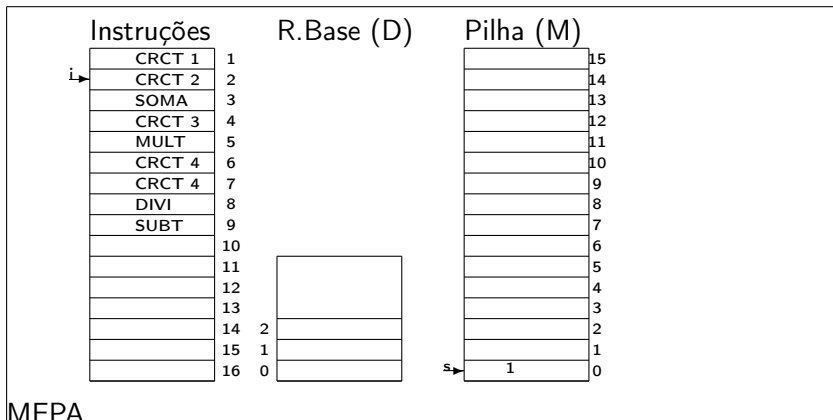 Instruções R.Base (D) Pilha (M)
CRCT 1 1 15
i CRCT 2 2 14
SOMA 3 13
CRCT 3 4 12
MULT 5 11
CRCT 4 6 10
CRCT 4 7 9
DIVI 8 8
SUBT 9 7
10 6
11 5
12 4
13 3
14 2 2
15 1 1
16 0 s 1 0
MEPA